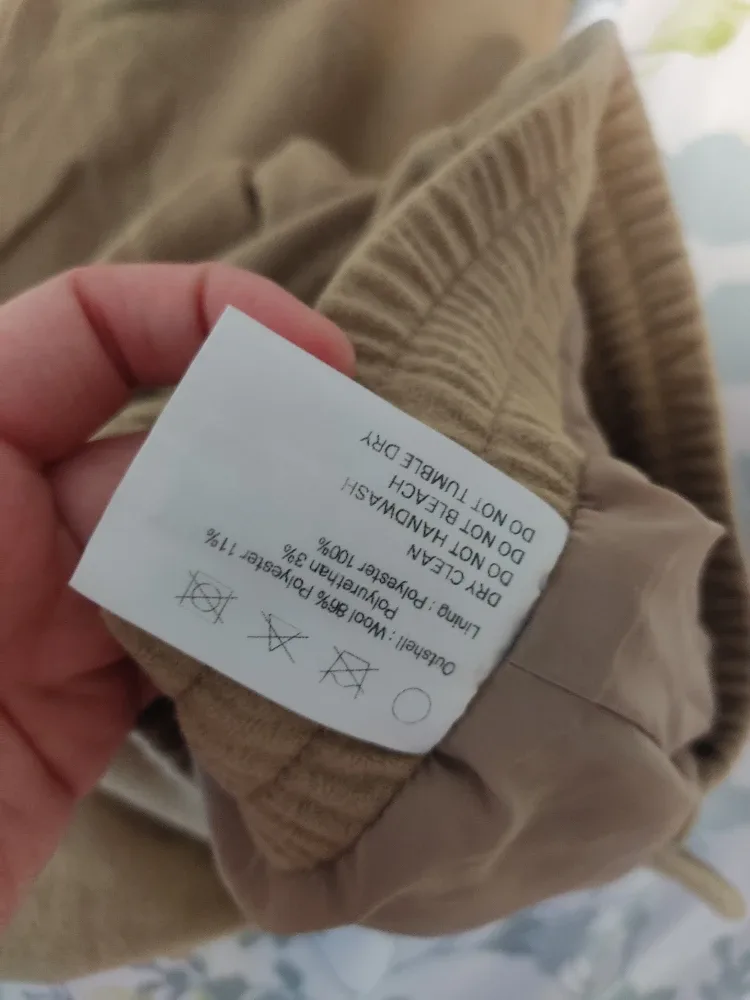 Outshell : Wool 86% Polyester 11%
Polyurethan 3%
Lining : Polyester 100%
DRY CLEAN
DO NOT HANDWASH
DO NOT BLEACH
DO NOT TUMBLE DRY